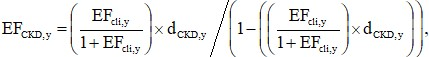 EF_CKD,y = (EF_cli,y / (1 + EF_cli,y)) × d_CKD,y / (1 − ((EF_cli,y / (1 + EF_cli,y)) × d_CKD,y)),